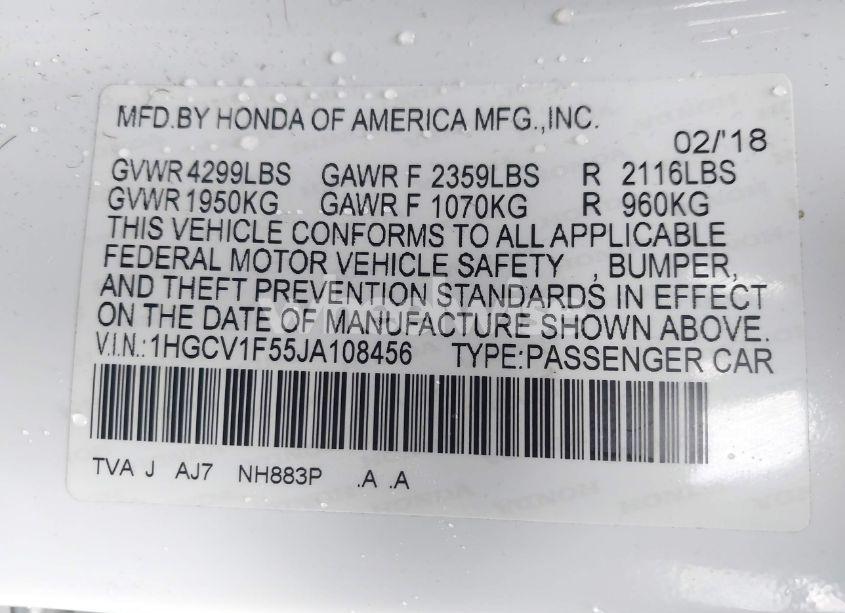 MFD.BY HONDA OF AMERICA MFG.,INC.
02/'18
GVWR 4299LBS GAWR F 2359LBS R 2116LBS
GVWR 1950KG GAWR F 1070KG R 960KG
THIS VEHICLE CONFORMS TO ALL APPLICABLE
FEDERAL MOTOR VEHICLE SAFETY , BUMPER,
AND THEFT PREVENTION STANDARDS IN EFFECT
ON THE DATE OF MANUFACTURE SHOWN ABOVE.
V.I.N.:1HGCV1F55JA108456 TYPE:PASSENGER CAR
TVA J AJ7 NH883P .A .A